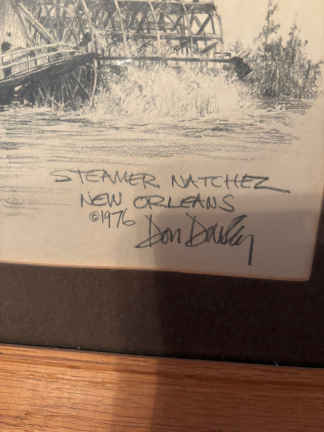 STEAMER NATCHEZ
NEW ORLEANS
©1976 Don Davey